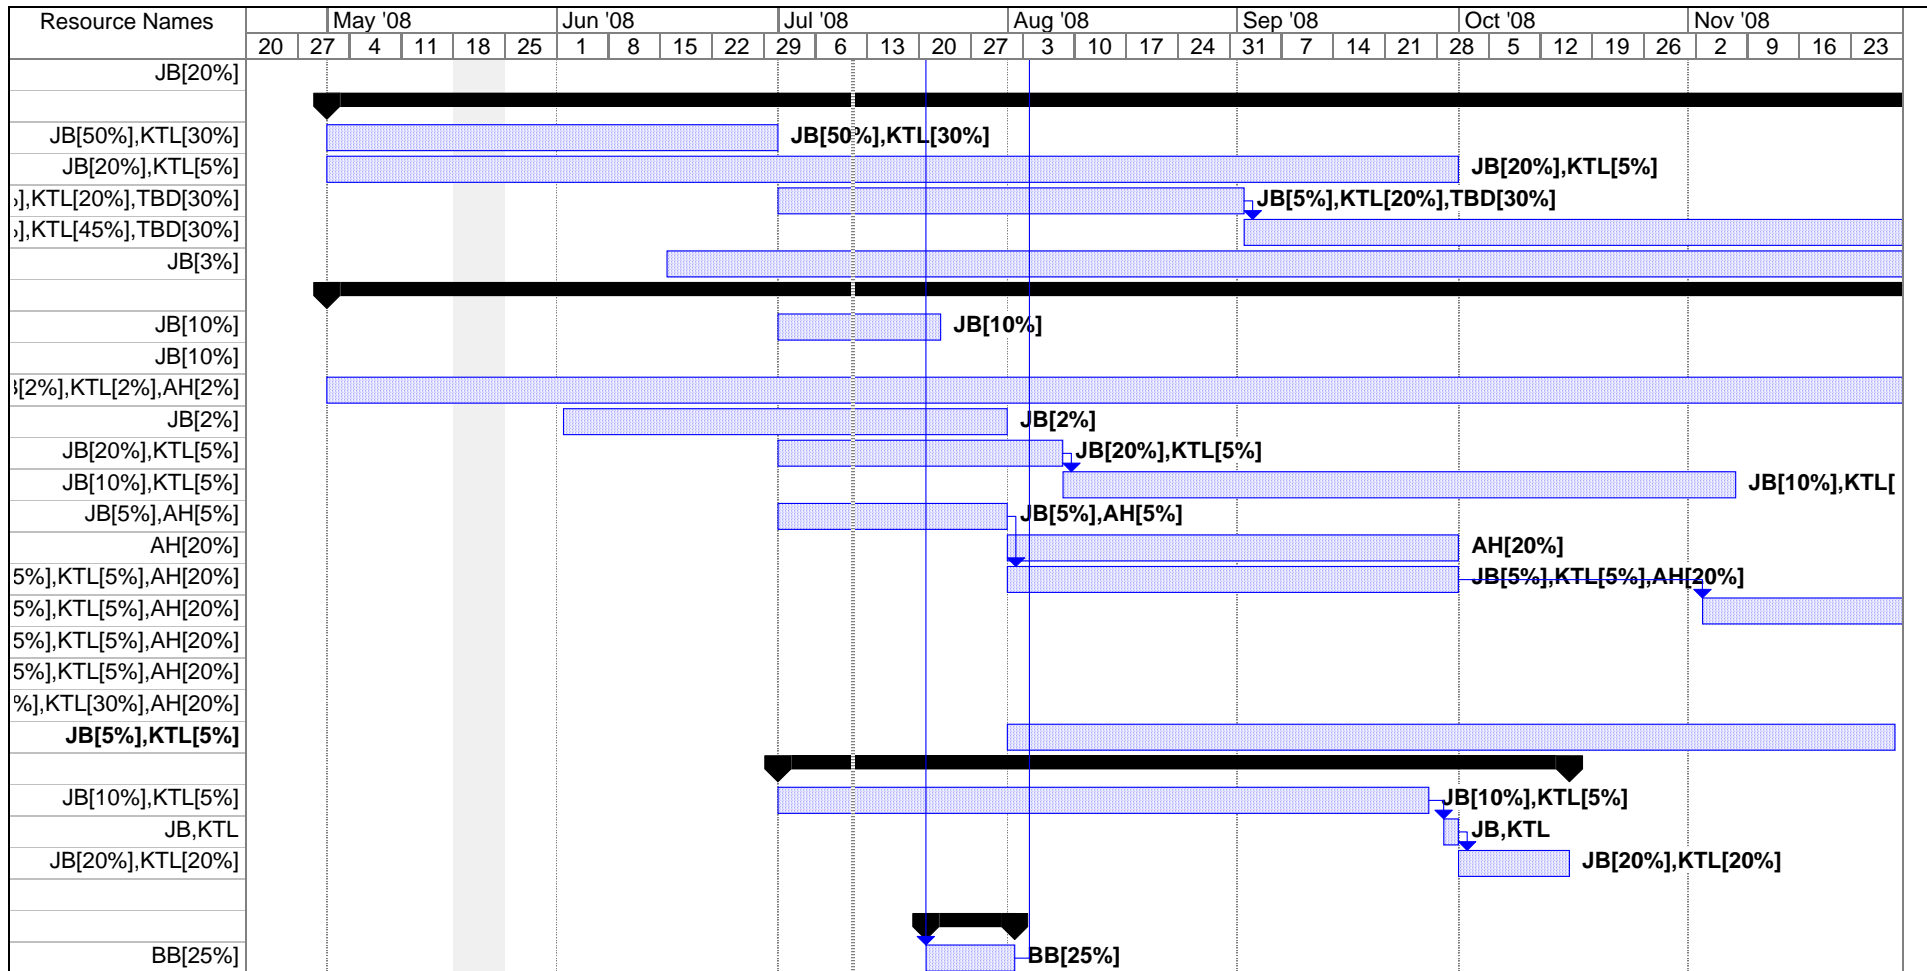 Resource Names May '08 Jun '08 Jul '08 Aug '08 Sep '08 Oct '08 Nov '08
20 27 4 11 18 25 1 8 15 22 29 6 13 20 27 3 10 17 24 31 7 14 21 28 5 12 19 26 2 9 16 23
JB[20%]
JB[50%],KTL[30%] JB[50%],KTL[30%]
JB[20%],KTL[5%] JB[20%],KTL[5%]
],KTL[20%],TBD[30%] JB[5%],KTL[20%],TBD[30%]
],KTL[45%],TBD[30%]
JB[3%]
JB[10%] JB[10%]
JB[10%]
[2%],KTL[2%],AH[2%]
JB[2%] JB[2%]
JB[20%],KTL[5%] JB[20%],KTL[5%]
JB[10%],KTL[5%] JB[10%],KTL[
JB[5%],AH[5%] JB[5%],AH[5%]
AH[20%] AH[20%]
5%],KTL[5%],AH[20%] JB[5%],KTL[5%],AH[20%]
5%],KTL[5%],AH[20%]
5%],KTL[5%],AH[20%]
5%],KTL[5%],AH[20%]
%],KTL[30%],AH[20%]
JB[5%],KTL[5%]
JB[10%],KTL[5%] JB[10%],KTL[5%]
JB,KTL JB,KTL
JB[20%],KTL[20%] JB[20%],KTL[20%]
BB[25%] BB[25%]